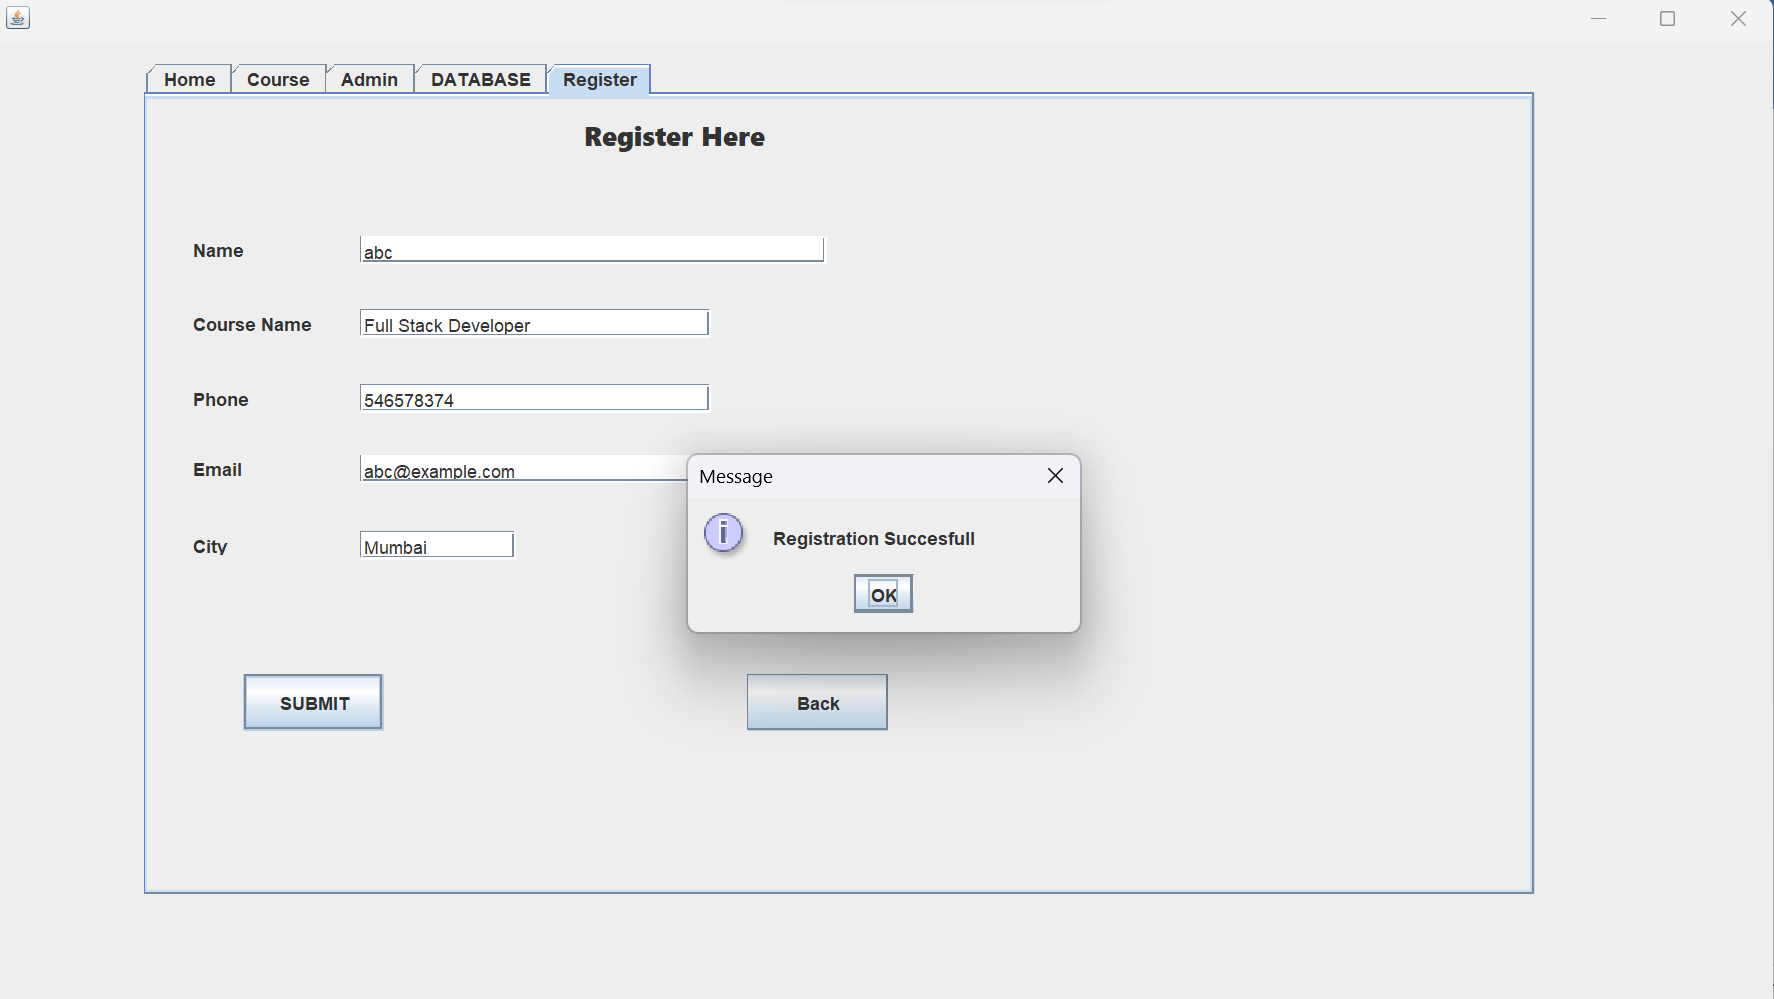 Home Course Admin DATABASE Register
Register Here
Name abc
Course Name Full Stack Developer
Phone 546578374
Email abc@example.com
City Mumbai
Message
i
Registration Succesfull
OK
SUBMIT Back